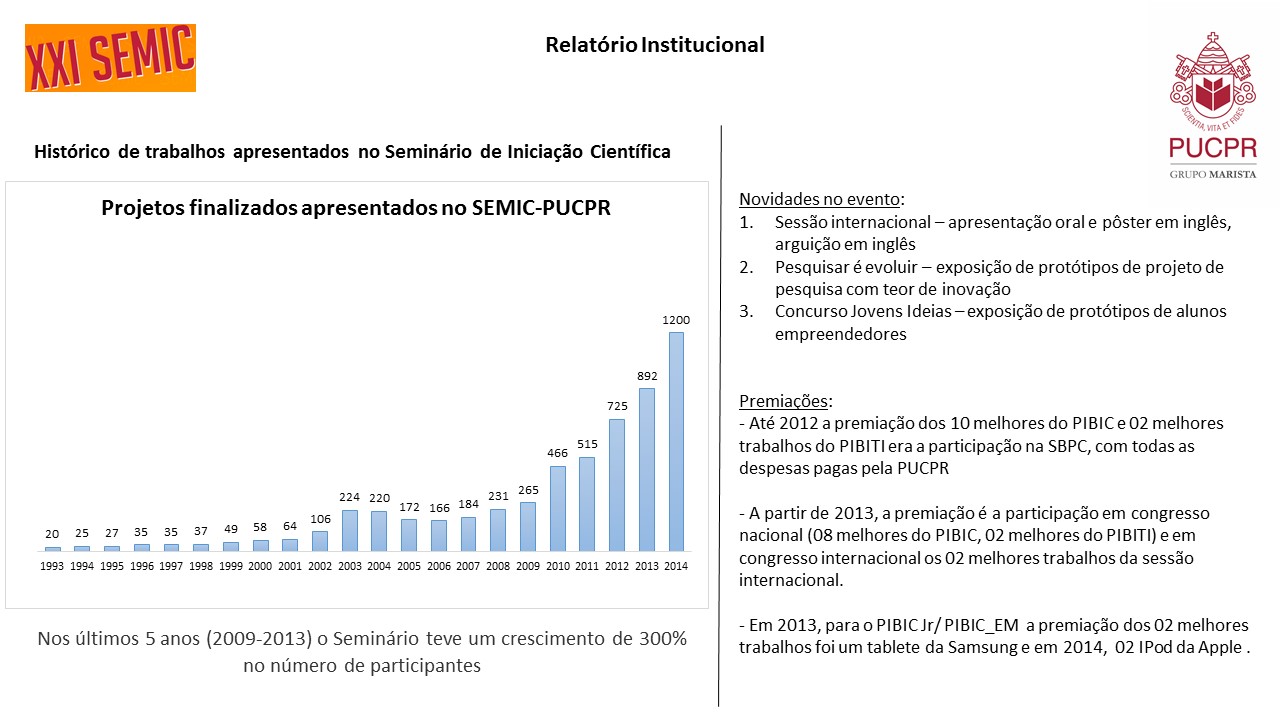 XXI SEMIC
Relatório Institucional
SCIENTIA, VITA ET FIDES
PUCPR
GRUPO MARISTA
Histórico de trabalhos apresentados no Seminário de Iniciação Científica
Projetos finalizados apresentados no SEMIC-PUCPR
20 25 27 35 35 37 49 58 64 106 224 220 172 166 184 231 265 466 515 725 892 1200
1993 1994 1995 1996 1997 1998 1999 2000 2001 2002 2003 2004 2005 2006 2007 2008 2009 2010 2011 2012 2013 2014
Nos últimos 5 anos (2009-2013) o Seminário teve um crescimento de 300%
no número de participantes
Novidades no evento:
1. Sessão internacional – apresentação oral e pôster em inglês,
arguição em inglês
2. Pesquisar é evoluir – exposição de protótipos de projeto de
pesquisa com teor de inovação
3. Concurso Jovens Ideias – exposição de protótipos de alunos
empreendedores
Premiações:
- Até 2012 a premiação dos 10 melhores do PIBIC e 02 melhores
trabalhos do PIBITI era a participação na SBPC, com todas as
despesas pagas pela PUCPR
- A partir de 2013, a premiação é a participação em congresso
nacional (08 melhores do PIBIC, 02 melhores do PIBITI) e em
congresso internacional os 02 melhores trabalhos da sessão
internacional.
- Em 2013, para o PIBIC Jr/ PIBIC_EM a premiação dos 02 melhores
trabalhos foi um tablete da Samsung e em 2014, 02 IPod da Apple .